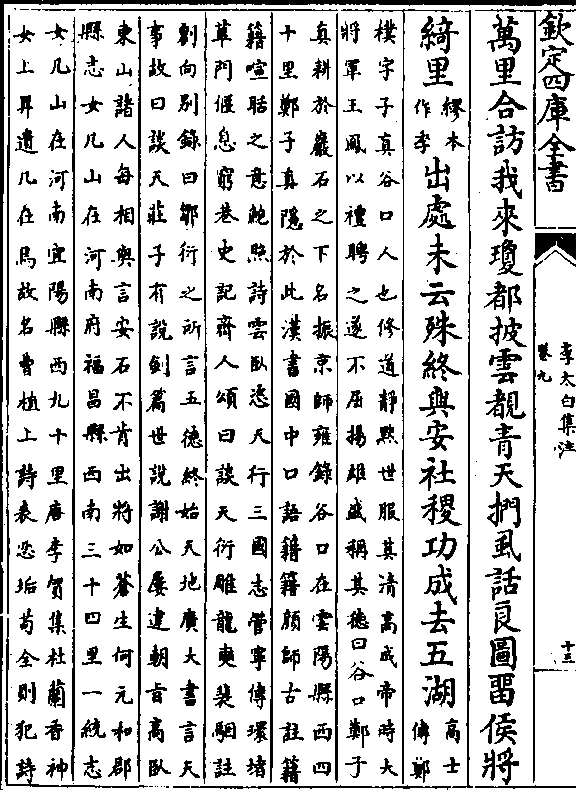 欽定四庫全書
李太白集注
卷九
十三
萬里合訪我來瓊都披雲覩青天捫虱話良圖畱侯將
綺里繆本作季出處未云殊終與安社稷功成去五湖高士傳鄭
樸字子真谷口人也修道靜黙世服其清高成帝時大
將軍王鳳以禮聘之遂不屈揚雄盛稱其德曰谷口鄭子
真耕於巖石之下名振京師雍錄谷口在雲陽縣西四
十里鄭子真隱於此漢書國中口語籍籍顔師古註籍
籍喧聒之意鮑照詩雲臥恣天行三國志管寧傳環堵
草門偃息窮巷史記齊人頌曰談天衍雕龍奭裴駰註
劉向别錄曰鄒衍之所言五德終始天地廣大書言天
事故曰談天莊子有說劍篇世說謝公屢違朝旨高臥
東山諸人每相與言安石不肯出將如蒼生何元和郡
縣志女几山在河南府福昌縣西南三十四里一統志
女几山在河南宜陽縣西九十里唐李賀集杜蘭香神
女上昇遺几在焉故名曹植上詩表忍垢苟全則犯詩